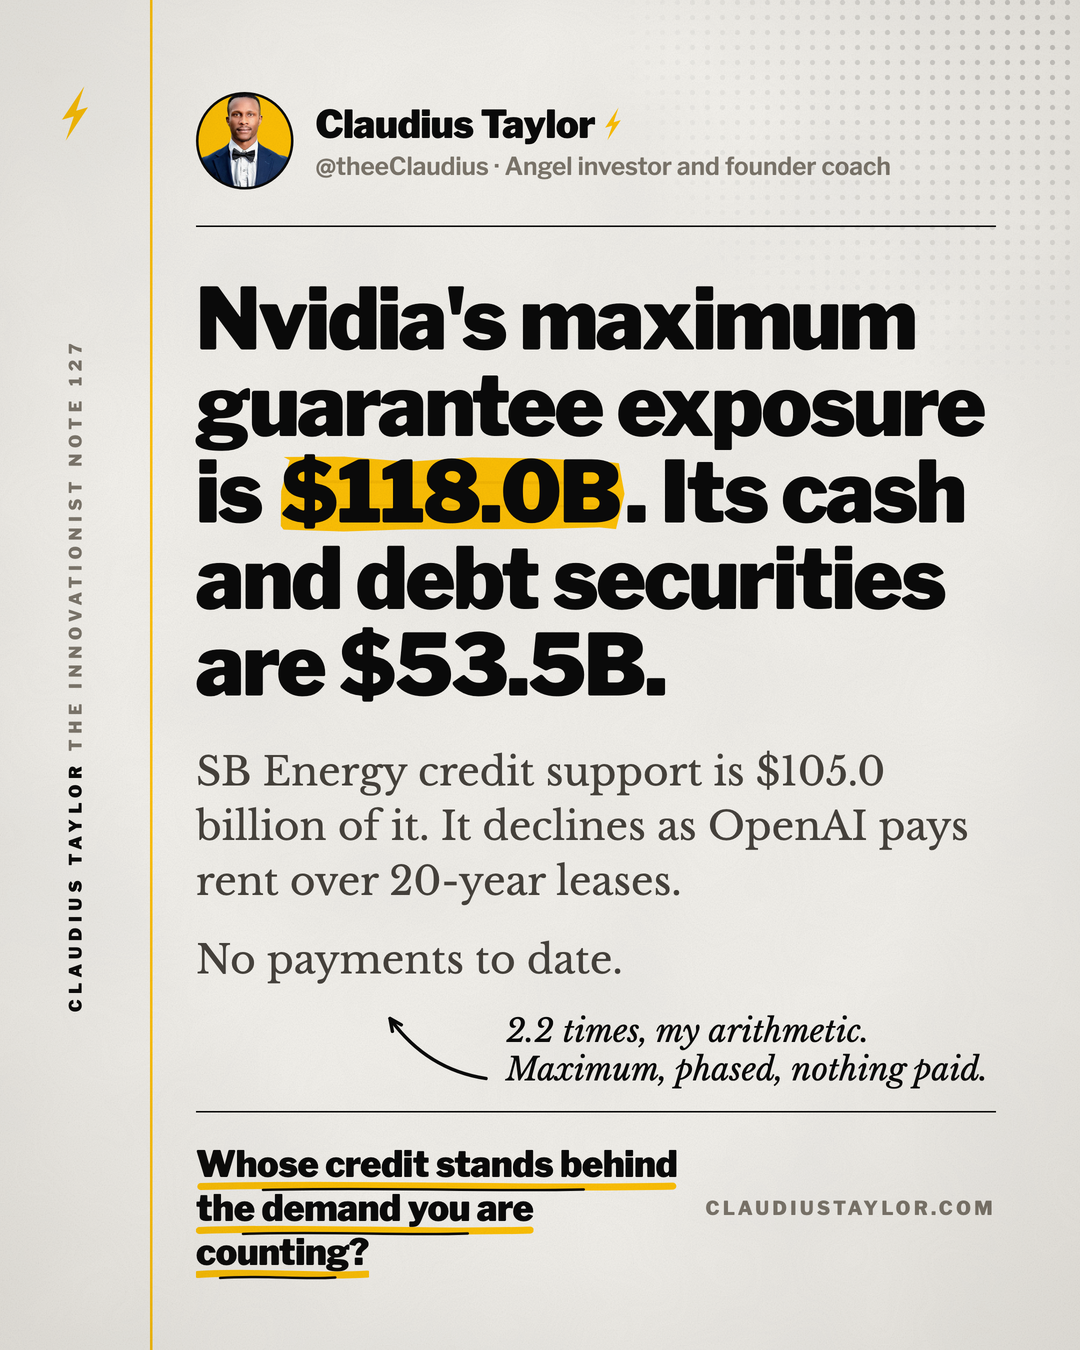 Claudius Taylor
@theeClaudius · Angel investor and founder coach
Nvidia's maximum
guarantee exposure
is $118.0B. Its cash
and debt securities
are $53.5B.
SB Energy credit support is $105.0
billion of it. It declines as OpenAI pays
rent over 20-year leases.
No payments to date.
2.2 times, my arithmetic.
Maximum, phased, nothing paid.
Whose credit stands behind
the demand you are
counting?
CLAUDIUSTAYLOR.COM
CLAUDIUS TAYLOR THE INNOVATIONIST NOTE 127